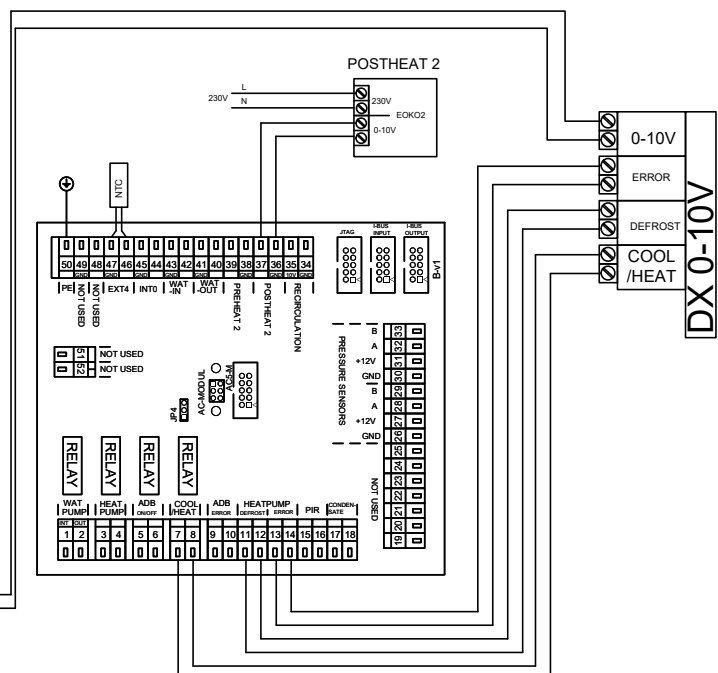 POSTHEAT 2
230V
L
N
230V
EOKO2
0-10V
0-10V
ERROR
DEFROST
COOL
/HEAT
DX 0-10V
NTC
JTAG
I-BUS
INPUT
I-BUS
OUTPUT
B-v1
50 49 48 47 46 45 44 43 42 41 40 39 38 37 36 35 34
GND GND GND GND GND GND GND 10V GND
PE
NOT USED
NOT USED
EXT4
INT0
WAT
-IN
WAT
-OUT
PREHEAT 2
POSTHEAT 2
RECIRCULATION
51 NOT USED
52 NOT USED
AC-MODUL
AC5-M
JP4
PRESSURE SENSORS
B 33
A 32
+12V 31
GND 30
B 29
A 28
+12V 27
GND 26
25
24
23
22
21
20
19
NOT USED
RELAY
RELAY
RELAY
RELAY
WAT
PUMP
HEAT
PUMP
ADB
ON/OFF
COOL
/HEAT
ADB
ERROR
HEATPUMP
DEFROST ERROR
PIR
CONDEN-
SATE
INT OUT
1 2 3 4 5 6 7 8 9 10 11 12 13 14 15 16 17 18